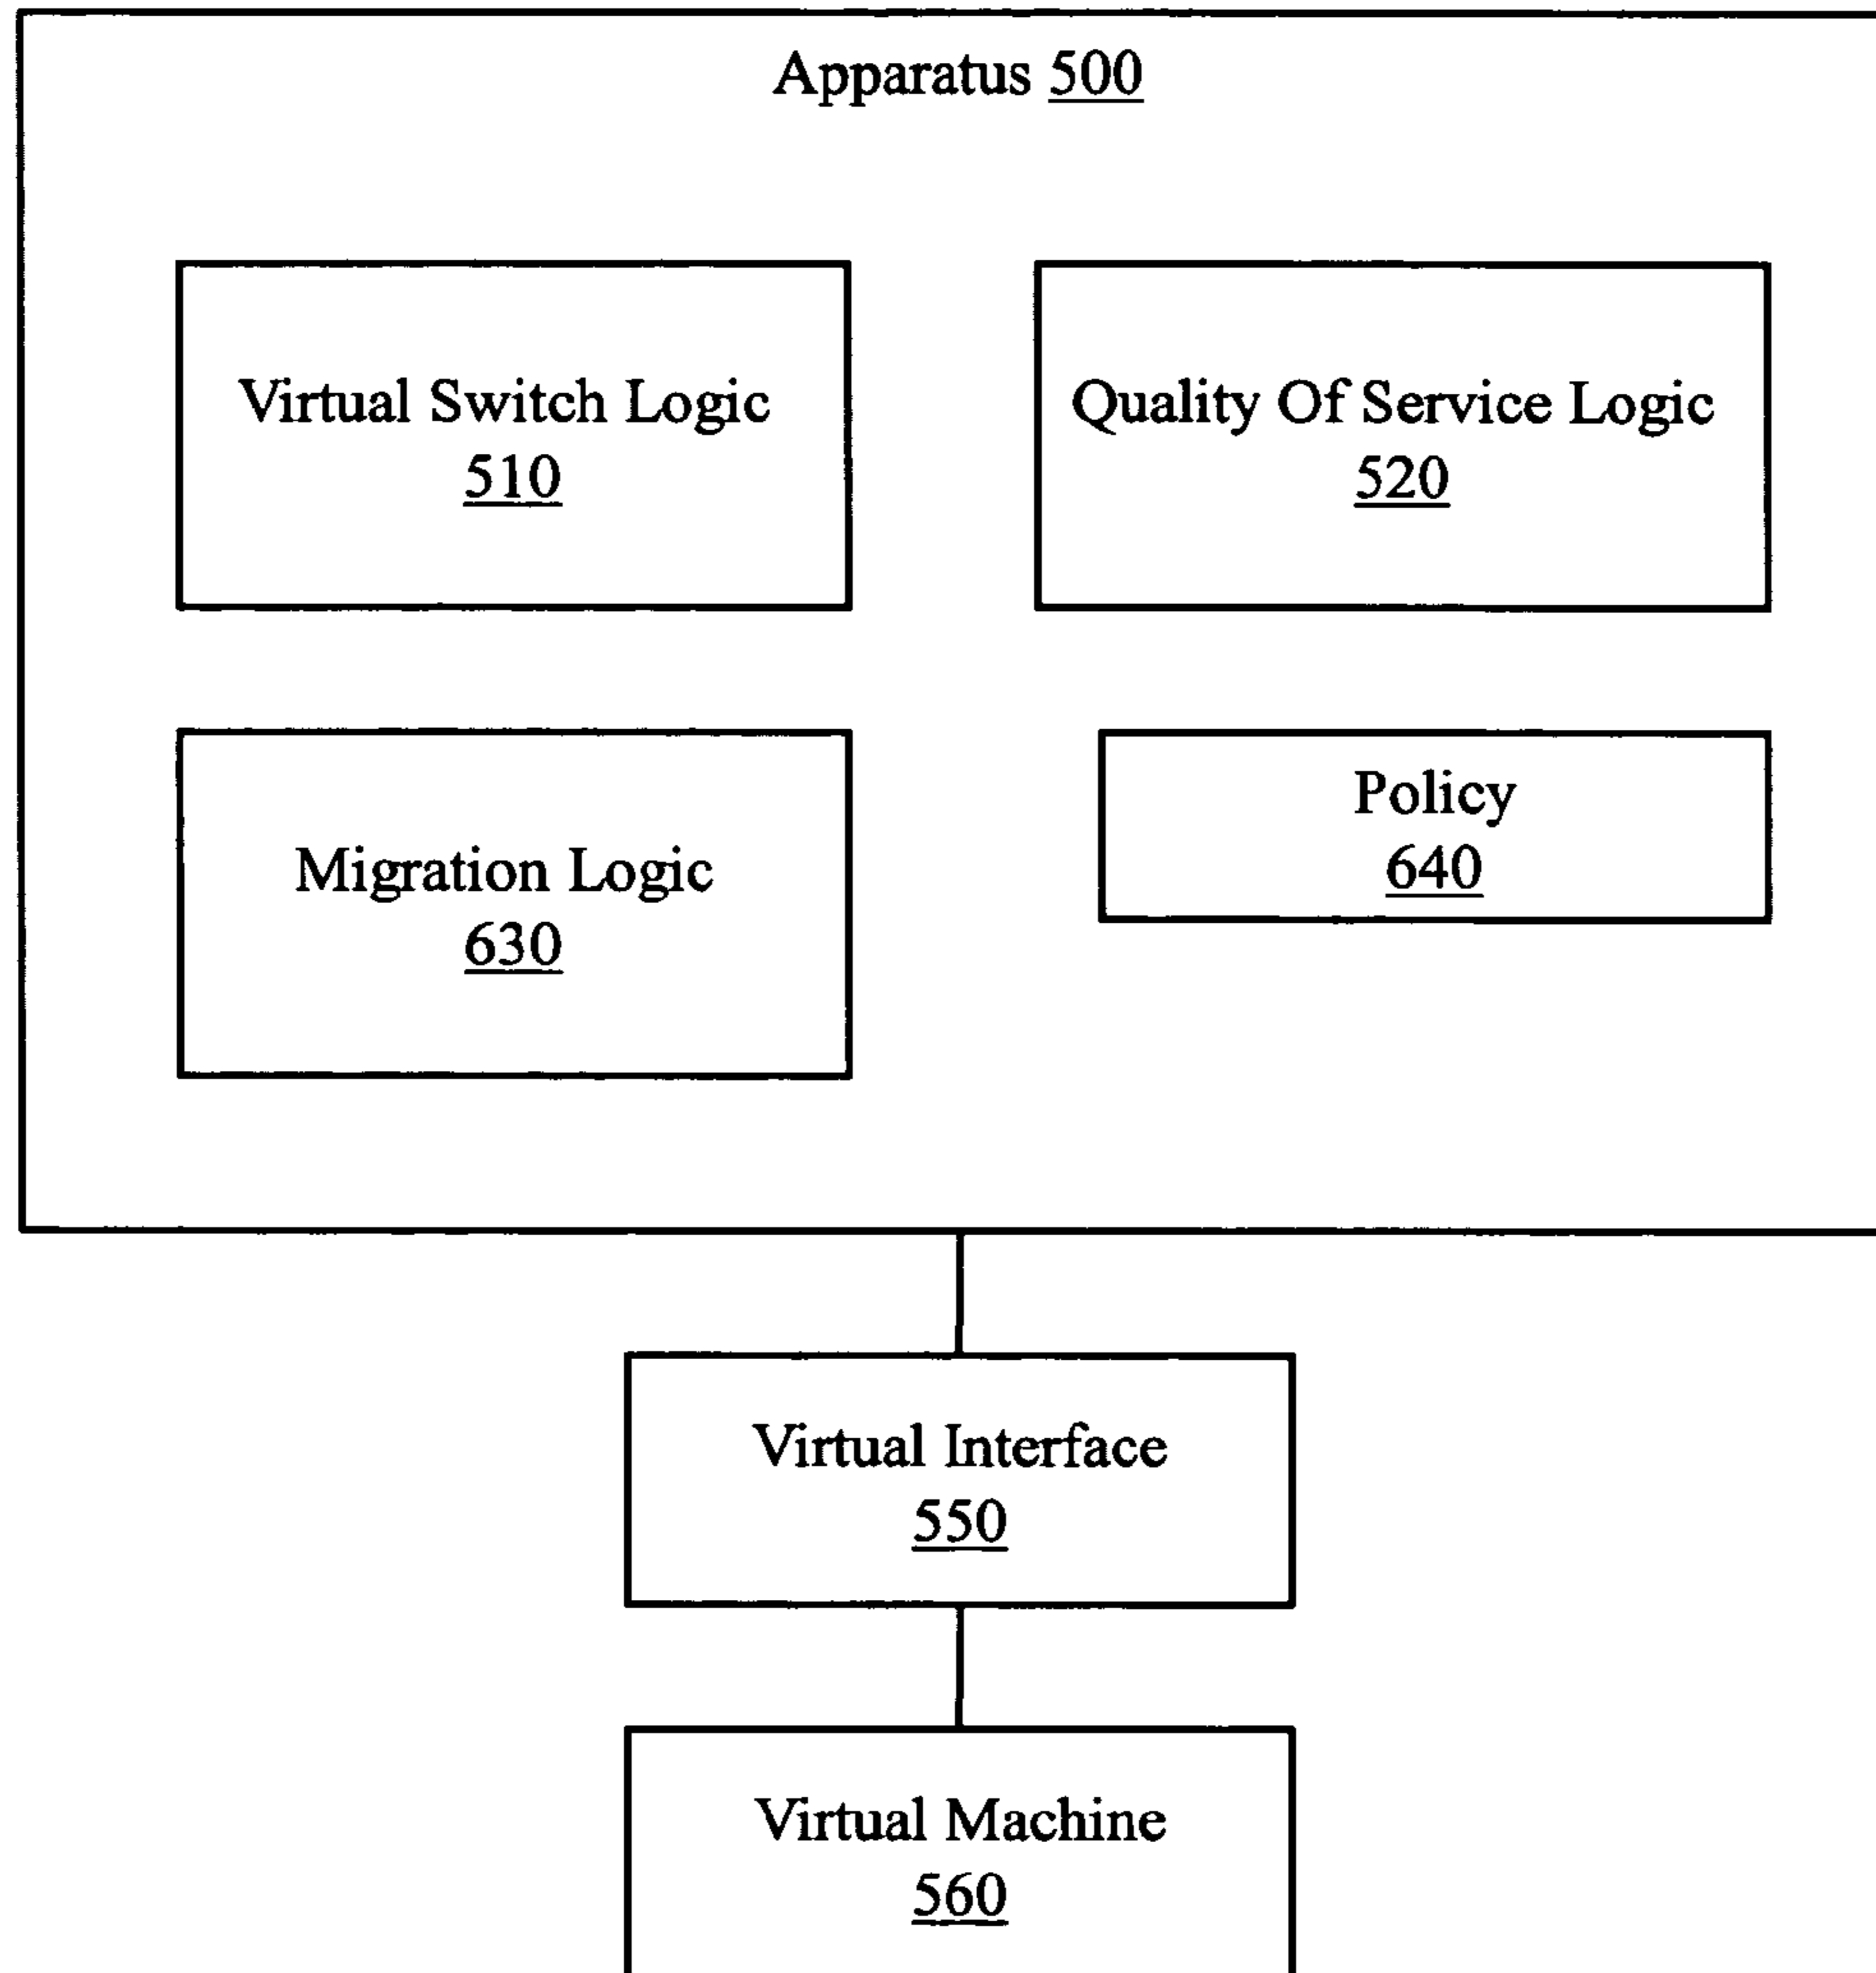 Apparatus 500
Virtual Switch Logic
510
Quality Of Service Logic
520
Migration Logic
630
Policy
640
Virtual Interface
550
Virtual Machine
560